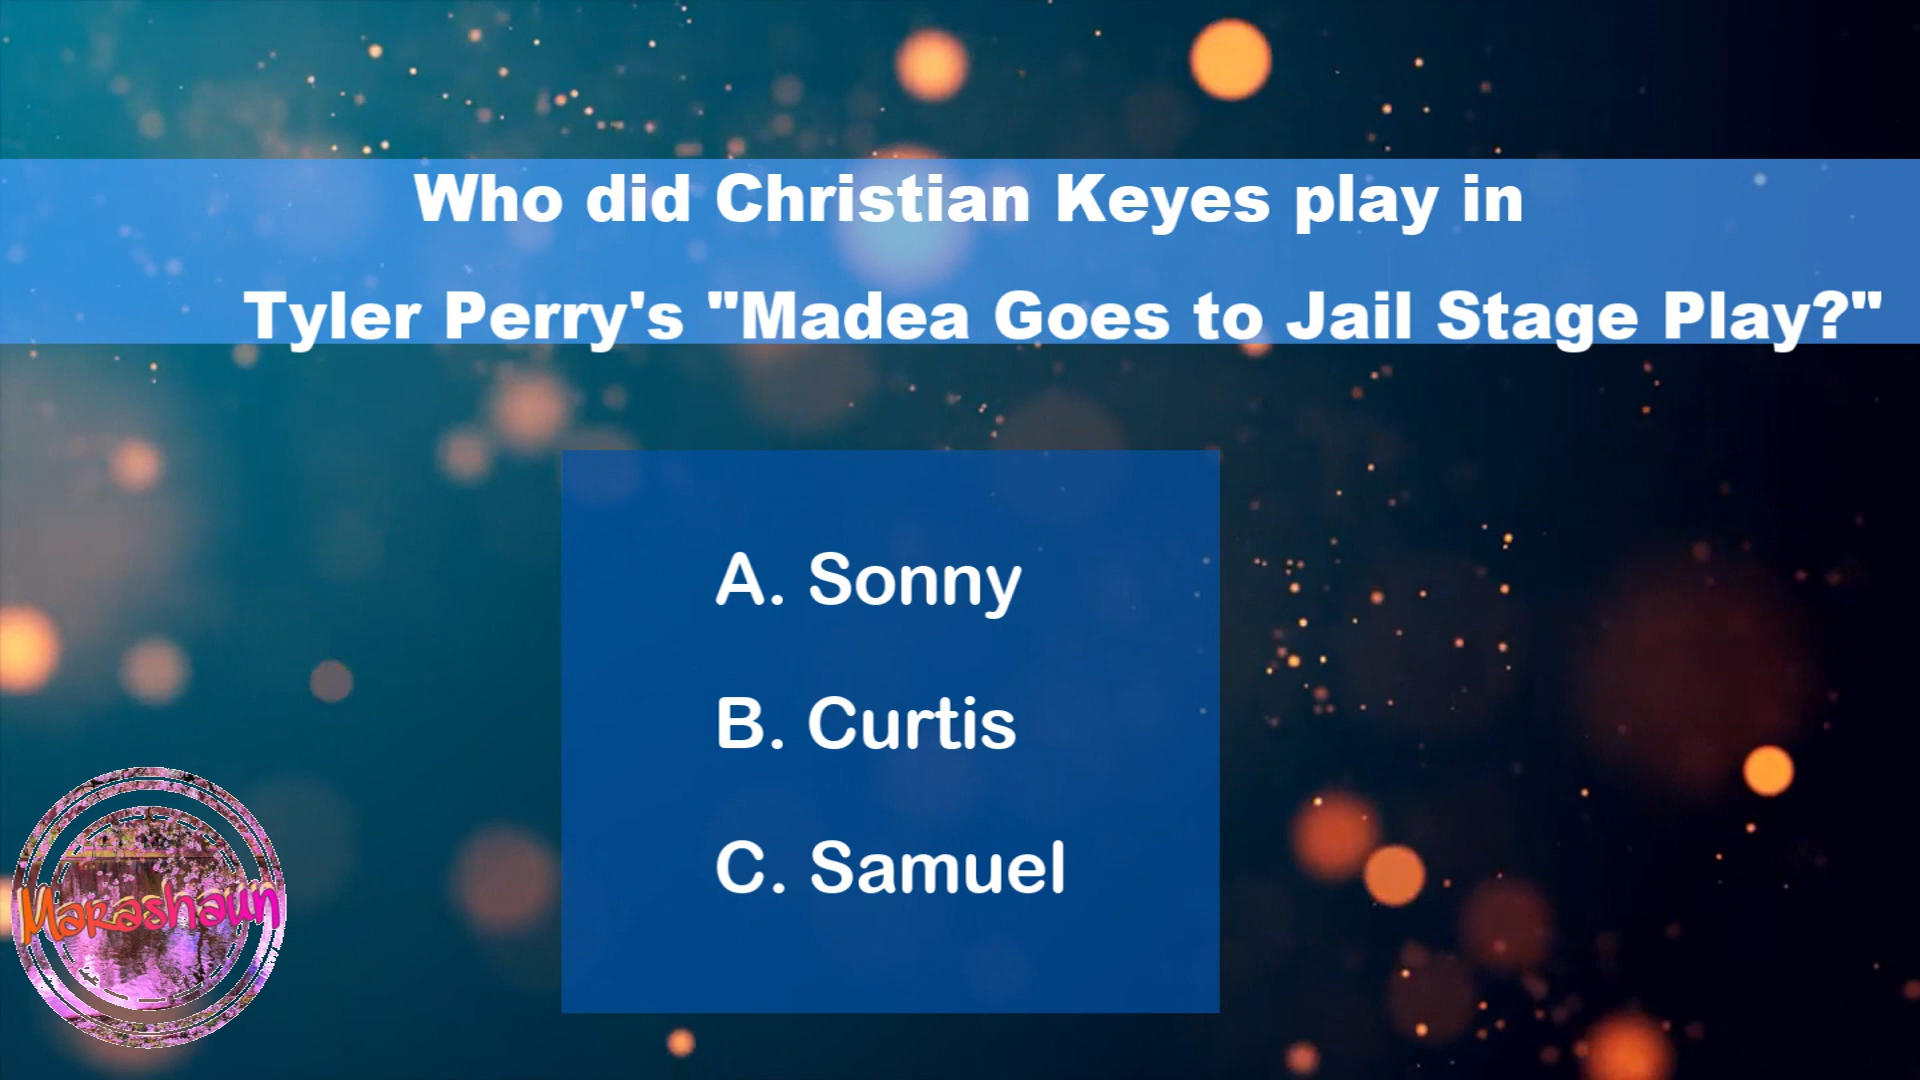 Who did Christian Keyes play in
Tyler Perry's "Madea Goes to Jail Stage Play?"
A. Sonny
B. Curtis
C. Samuel
Marashaun